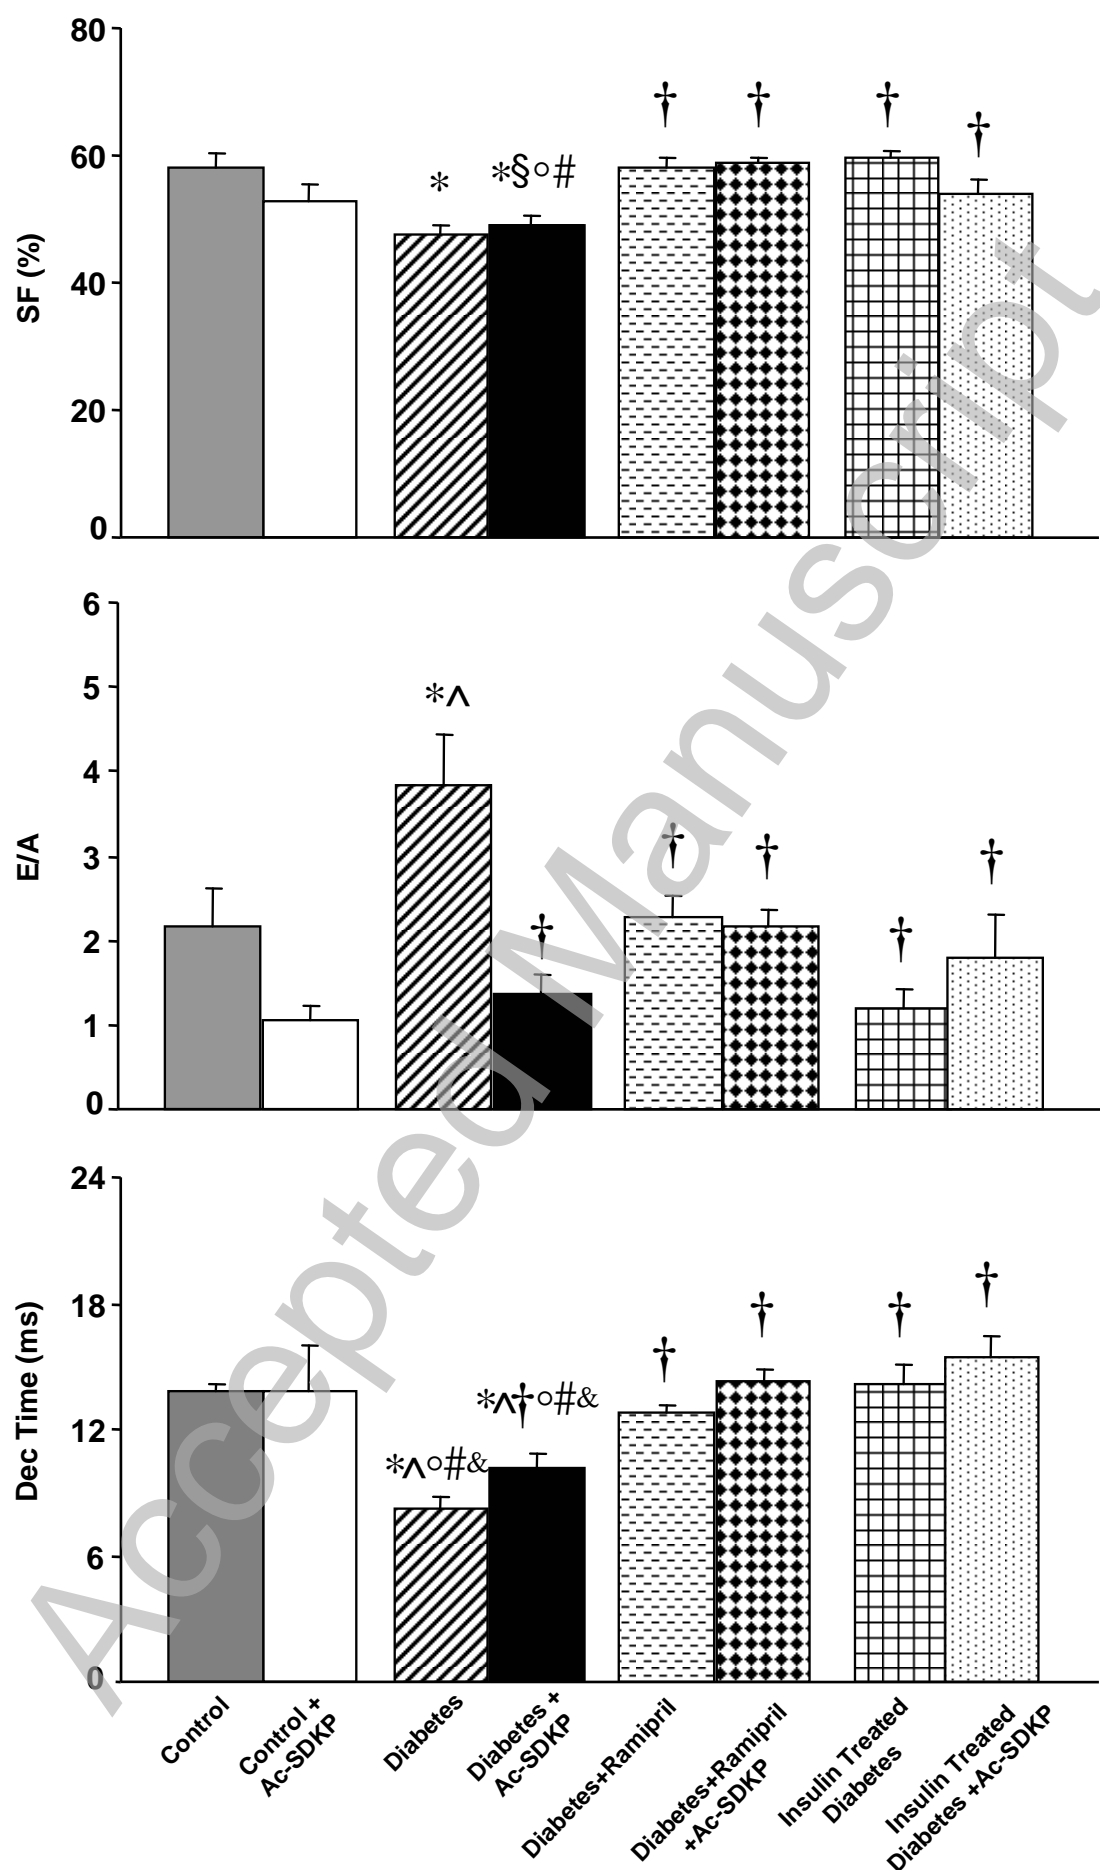 80
60
40
20
0
SF (%)
†
†
†
†
*
*§○#
6
5
4
3
2
1
0
E/A
*^
†
†
†
†
†
24
18
12
6
0
Dec Time (ms)
*^○#&
*^†○#&
†
†
†
†
Control
Control +
Ac-SDKP
Diabetes
Diabetes +
Ac-SDKP
Diabetes+Ramipril
Diabetes+Ramipril
+Ac-SDKP
Insulin Treated
Diabetes
Insulin Treated
Diabetes +Ac-SDKP
Accepted Manuscript